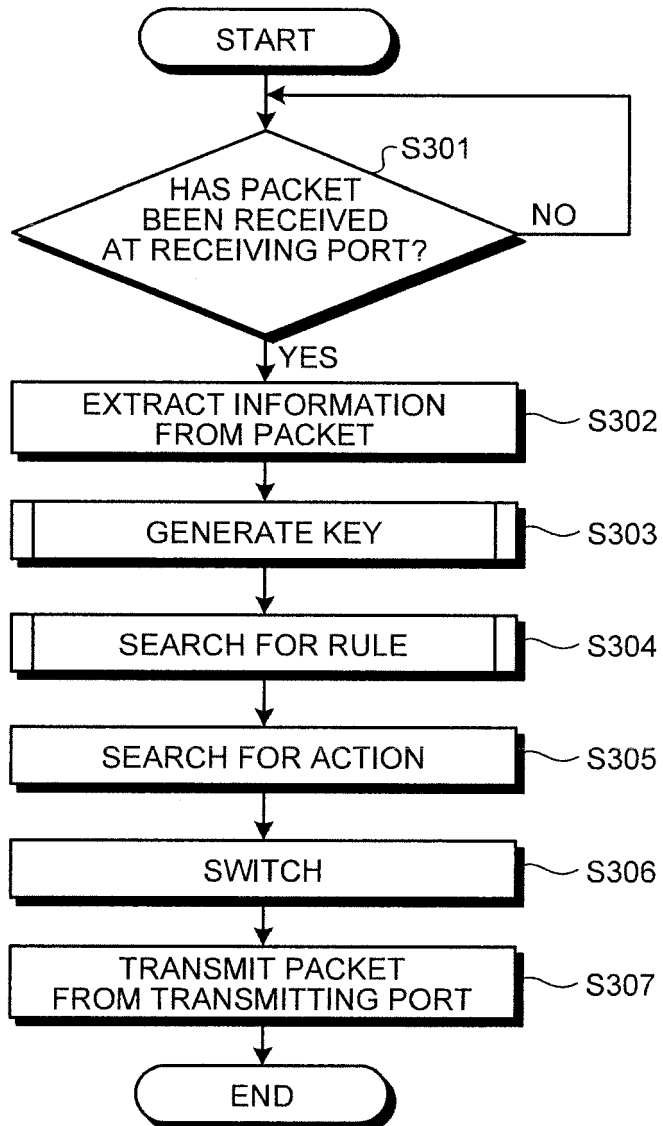 START
S301
HAS PACKET
BEEN RECEIVED
AT RECEIVING PORT?
NO
YES
EXTRACT INFORMATION
FROM PACKET
S302
GENERATE KEY
S303
SEARCH FOR RULE
S304
SEARCH FOR ACTION
S305
SWITCH
S306
TRANSMIT PACKET
FROM TRANSMITTING PORT
S307
END